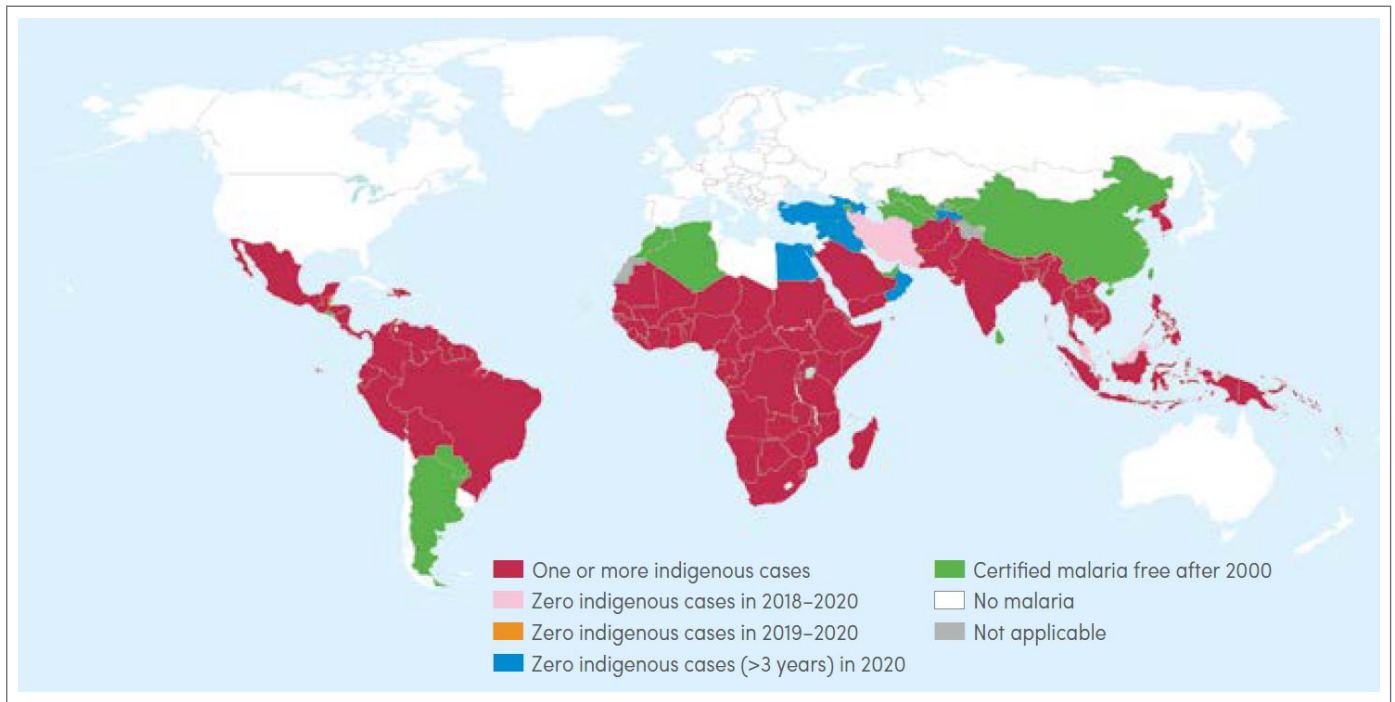 One or more indigenous cases
Zero indigenous cases in 2018–2020
Zero indigenous cases in 2019–2020
Zero indigenous cases (>3 years) in 2020
Certified malaria free after 2000
No malaria
Not applicable